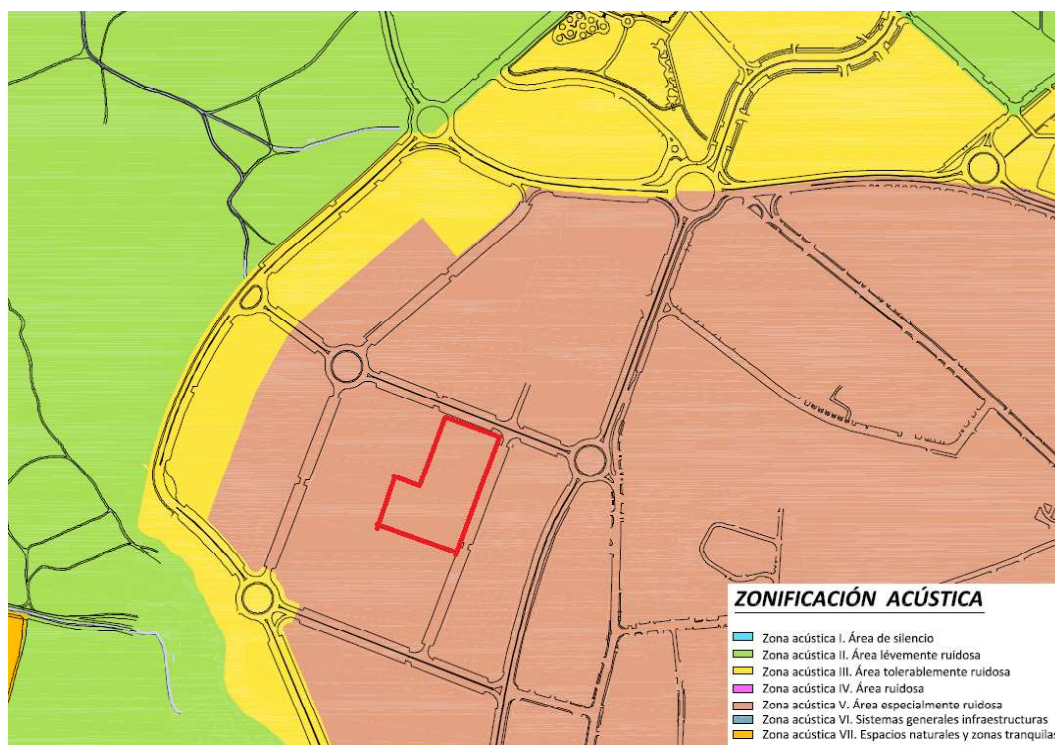 ZONIFICACIÓN ACÚSTICA
Zona acústica I. Área de silencio
Zona acústica II. Área lévemente ruidosa
Zona acústica III. Área tolerablemente ruidosa
Zona acústica IV. Área ruidosa
Zona acústica V. Área especialmente ruidosa
Zona acústica VI. Sistemas generales infraestructuras
Zona acústica VII. Espacios naturales y zonas tranquilas